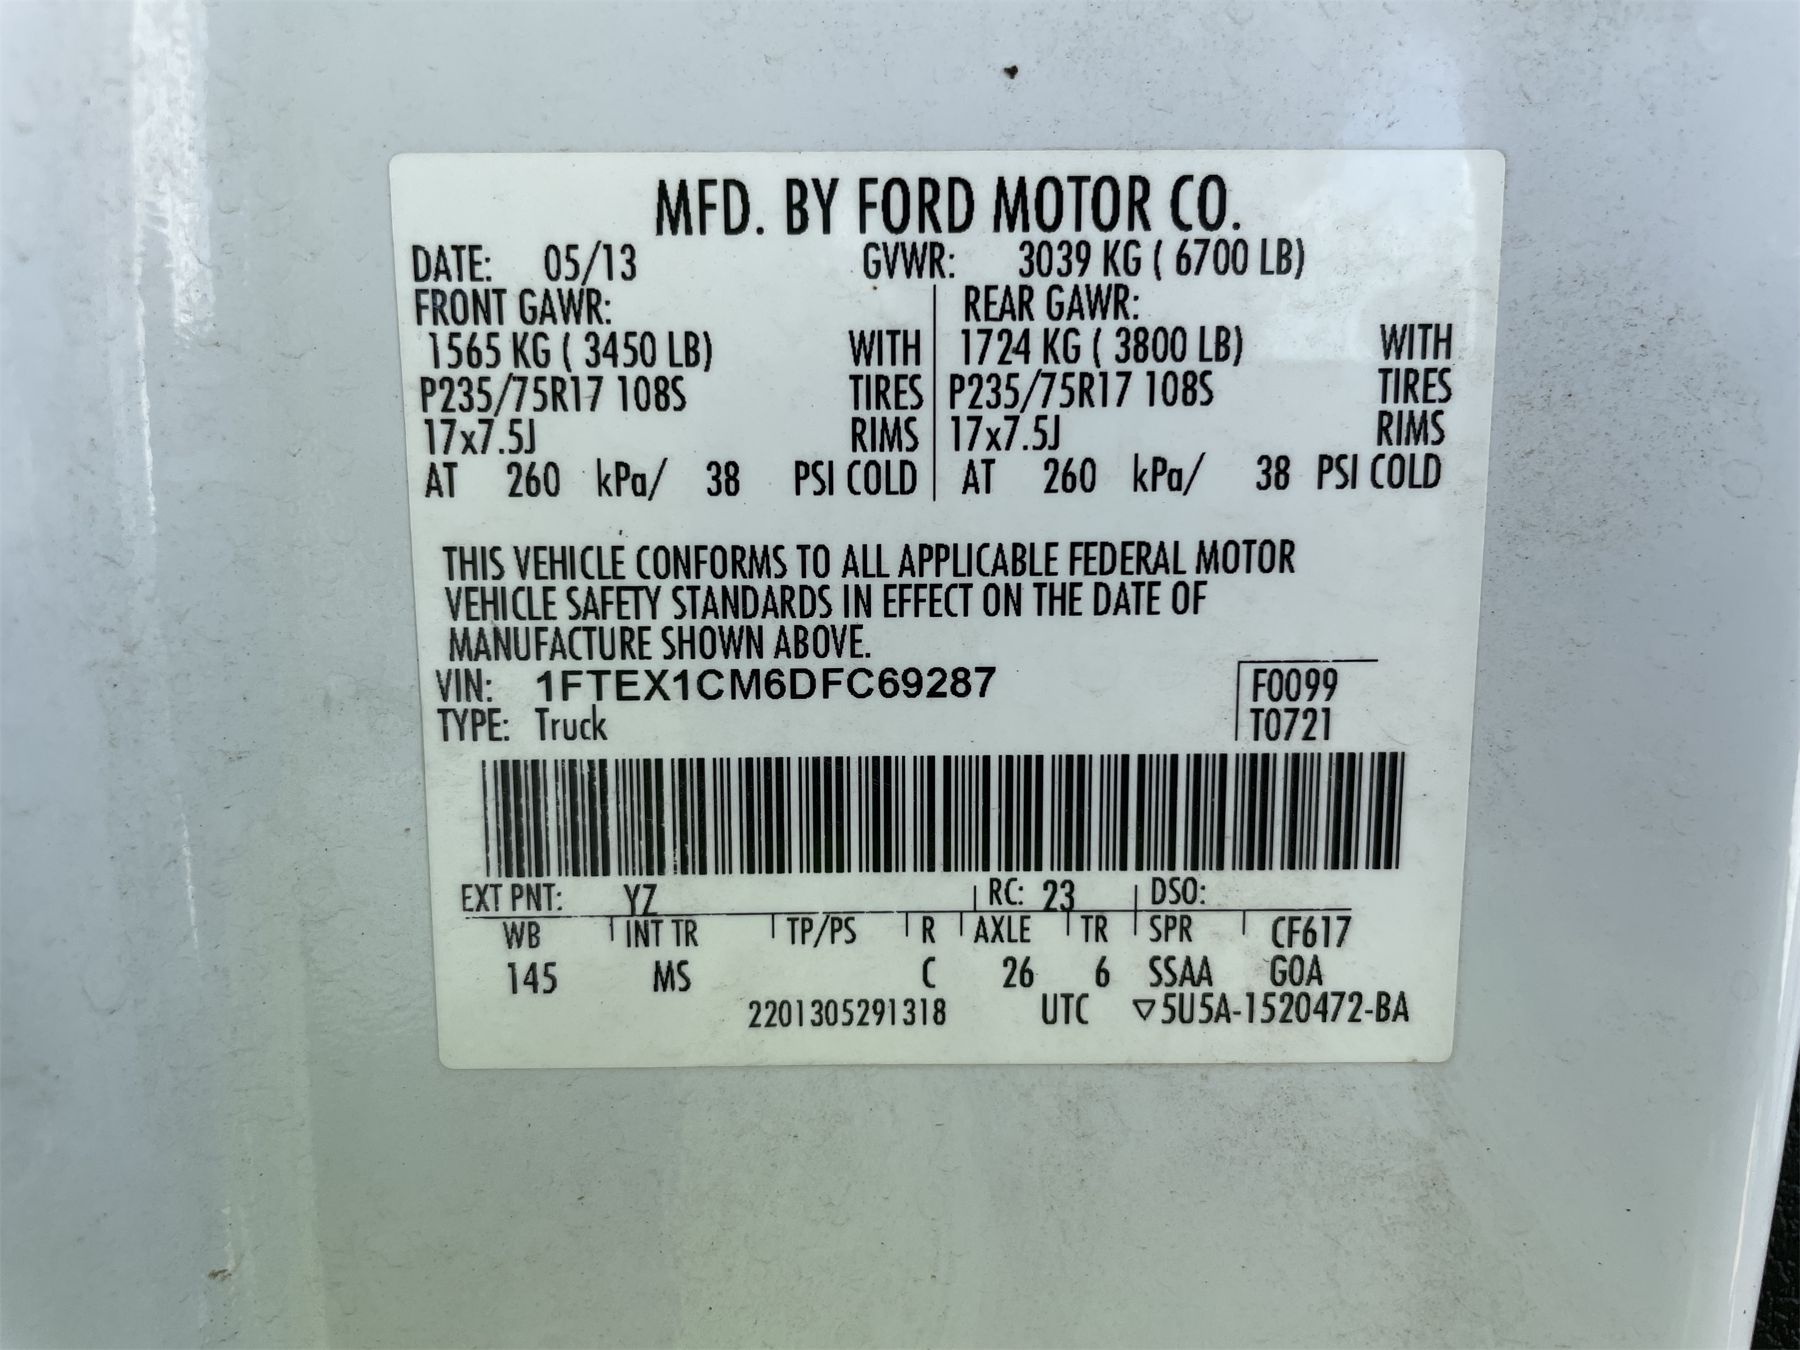 MFD. BY FORD MOTOR CO.
DATE: 05/13 GVWR: 3039 KG ( 6700 LB)
FRONT GAWR: REAR GAWR:
1565 KG ( 3450 LB) WITH 1724 KG ( 3800 LB) WITH
P235/75R17 108S TIRES P235/75R17 108S TIRES
17x7.5J RIMS 17x7.5J RIMS
AT 260 kPa/ 38 PSI COLD AT 260 kPa/ 38 PSI COLD
THIS VEHICLE CONFORMS TO ALL APPLICABLE FEDERAL MOTOR
VEHICLE SAFETY STANDARDS IN EFFECT ON THE DATE OF
MANUFACTURE SHOWN ABOVE.
VIN: 1FTEX1CM6DFC69287 F0099
TYPE: Truck T0721
EXT PNT: YZ RC: 23 DSO:
WB INT TR TP/PS R AXLE TR SPR CF617
145 MS C 26 6 SSAA GOA
2201305291318 UTC ▽5U5A-1520472-BA